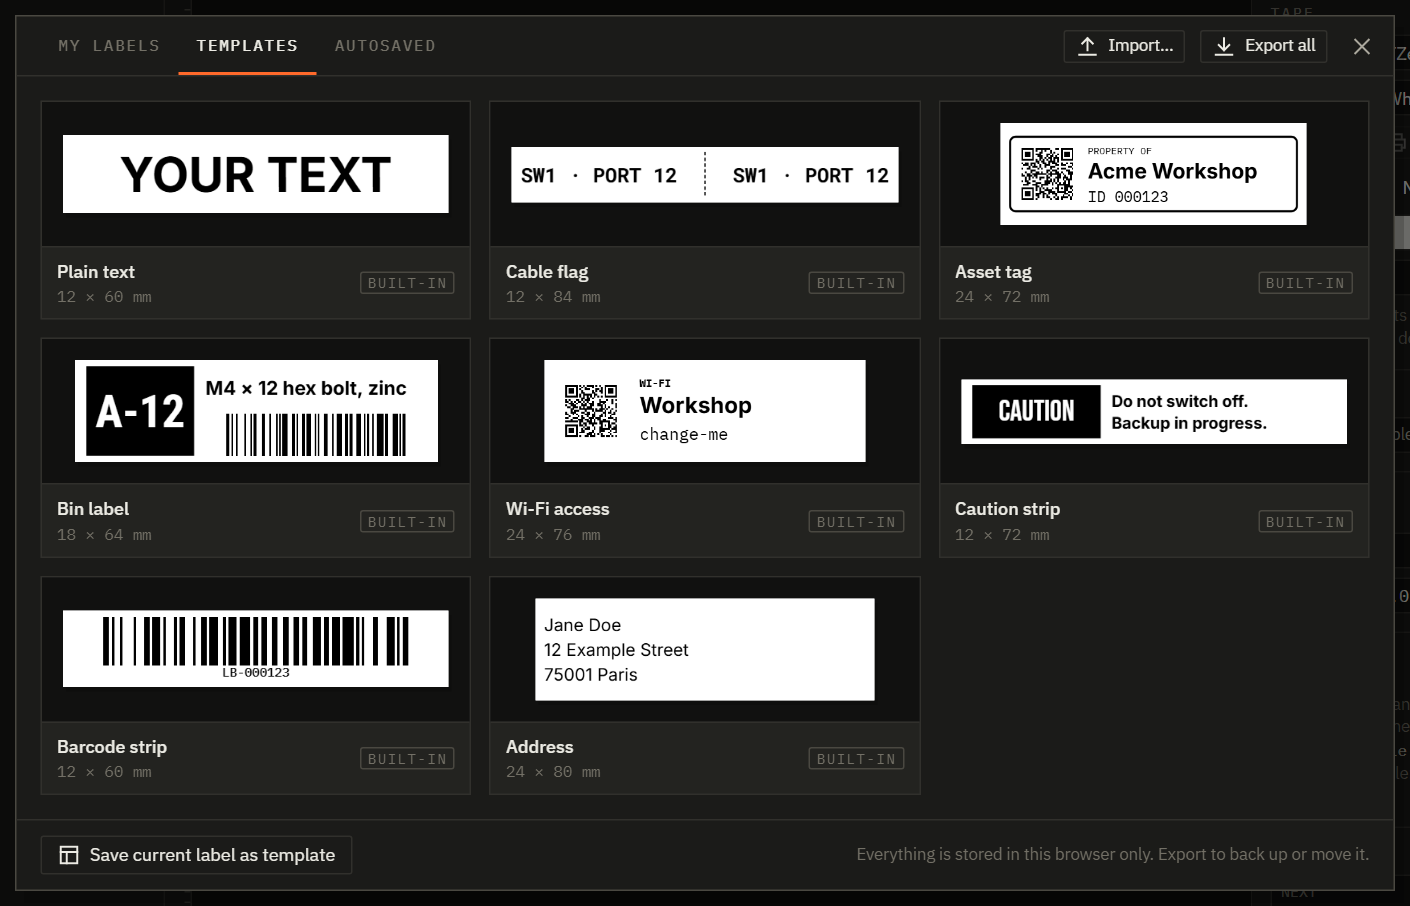 TAPE
MY LABELS
TEMPLATES
AUTOSAVED
Import...
Export all
YOUR TEXT
Plain text
12 × 60 mm
BUILT-IN
SW1 · PORT 12
SW1 · PORT 12
Cable flag
12 × 84 mm
BUILT-IN
PROPERTY OF
Acme Workshop
ID 000123
Asset tag
24 × 72 mm
BUILT-IN
A-12
M4 × 12 hex bolt, zinc
Bin label
18 × 64 mm
BUILT-IN
WI-FI
Workshop
change-me
Wi-Fi access
24 × 76 mm
BUILT-IN
CAUTION
Do not switch off.
Backup in progress.
Caution strip
12 × 72 mm
BUILT-IN
LB-000123
Barcode strip
12 × 60 mm
BUILT-IN
Jane Doe
12 Example Street
75001 Paris
Address
24 × 80 mm
BUILT-IN
Save current label as template
Everything is stored in this browser only. Export to back up or move it.
NEXT